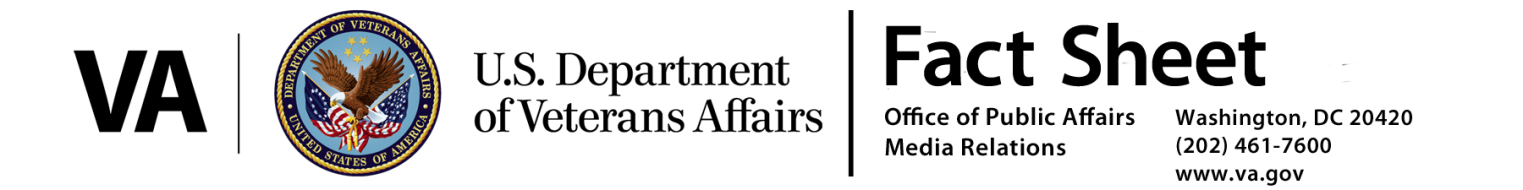 VA
DEPARTMENT OF VETERANS AFFAIRS
UNITED STATES OF AMERICA
U.S. Department
of Veterans Affairs
Fact Sheet
Office of Public Affairs
Media Relations
Washington, DC 20420
(202) 461-7600
www.va.gov